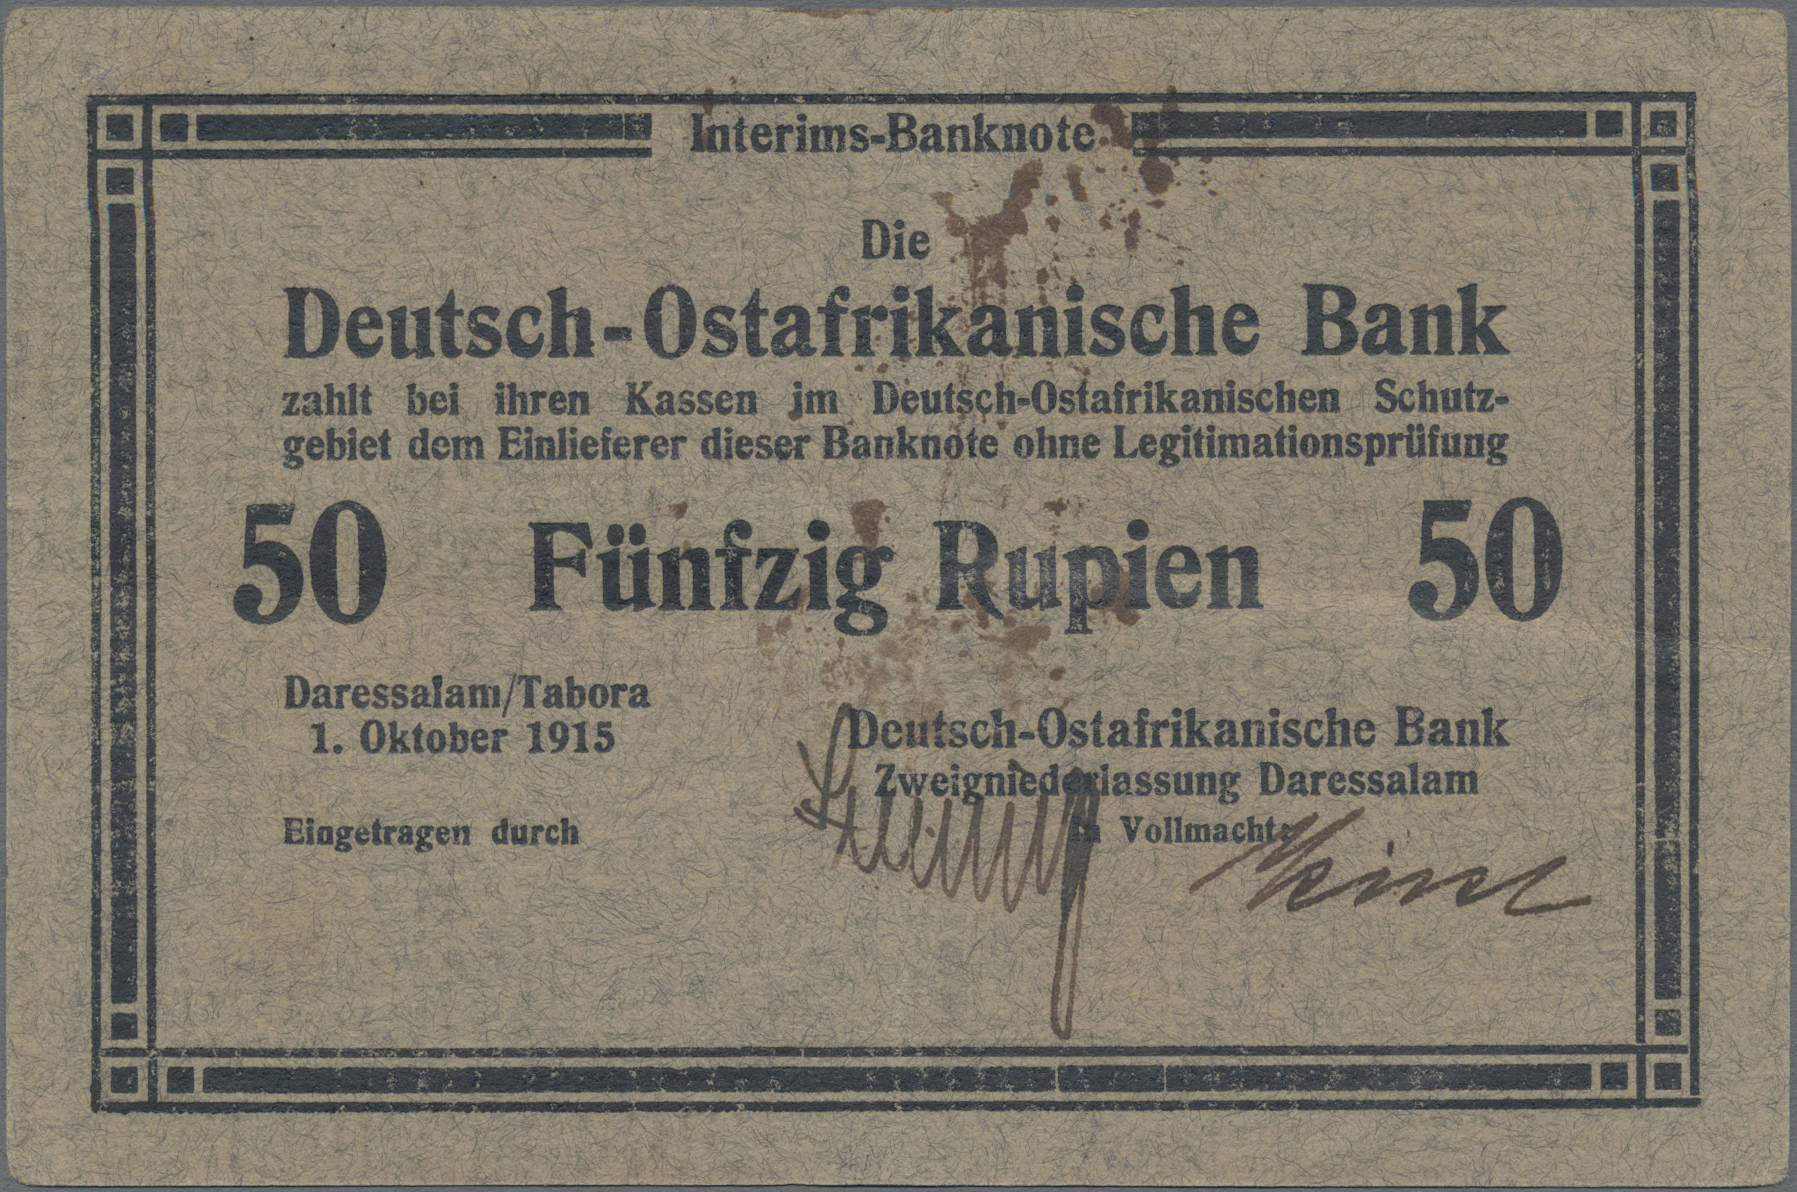 Interims-Banknote
Die
Deutsch-Ostafrikanische Bank
zahlt bei ihren Kassen im Deutsch-Ostafrikanischen Schutz-
gebiet dem Einlieferer dieser Banknote ohne Legitimationsprüfung
50 Fünfzig Rupien 50
Daressalam/Tabora
1. Oktober 1915
Deutsch-Ostafrikanische Bank
Zweigniederlassung Daressalam
Eingetragen durch
In Vollmacht: